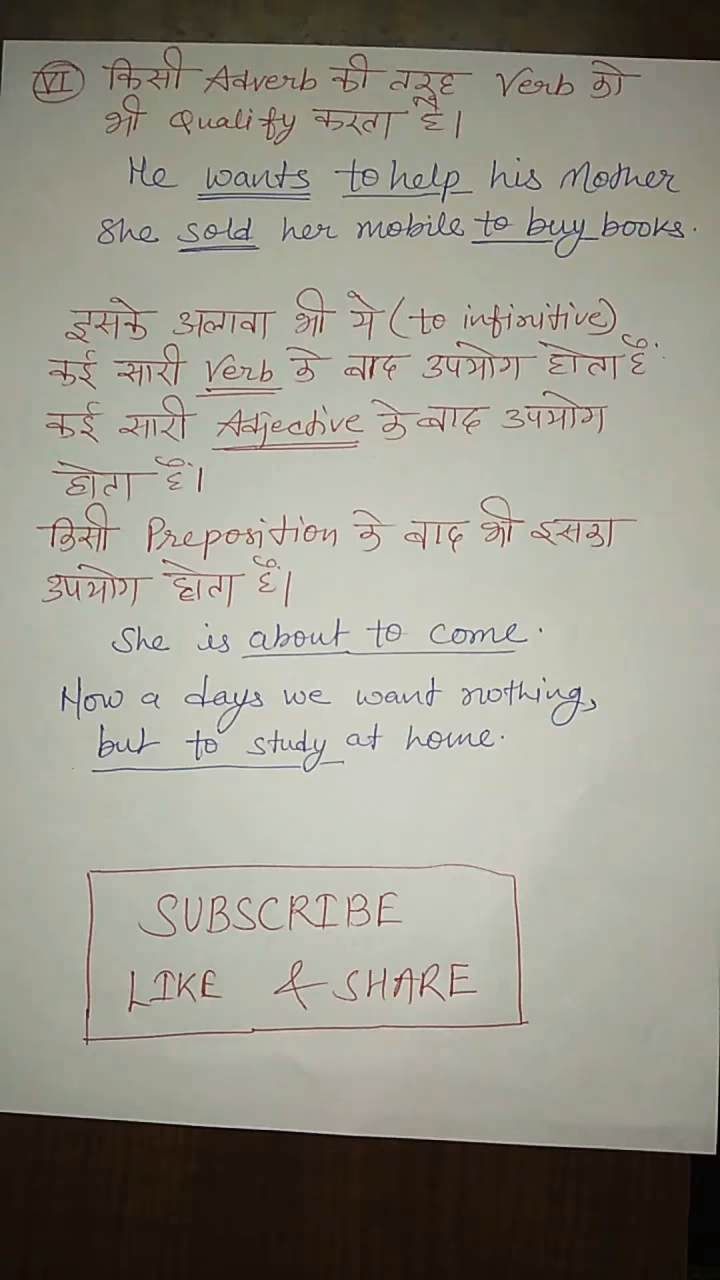 VI किसी Adverb की तरह Verb को
भी Qualify करता है।
He wants to help his Mother
She sold her mobile to buy books.
इसके अलावा भी ये (to infinitive)
कई सारी Verb के बाद उपयोग होता है।
कई सारी Adjective के बाद उपयोग
होता है।
किसी Preposition के बाद भी इसका
उपयोग होता है।
She is about to come.
Now a days we want nothing,
but to study at home.
SUBSCRIBE
LIKE & SHARE